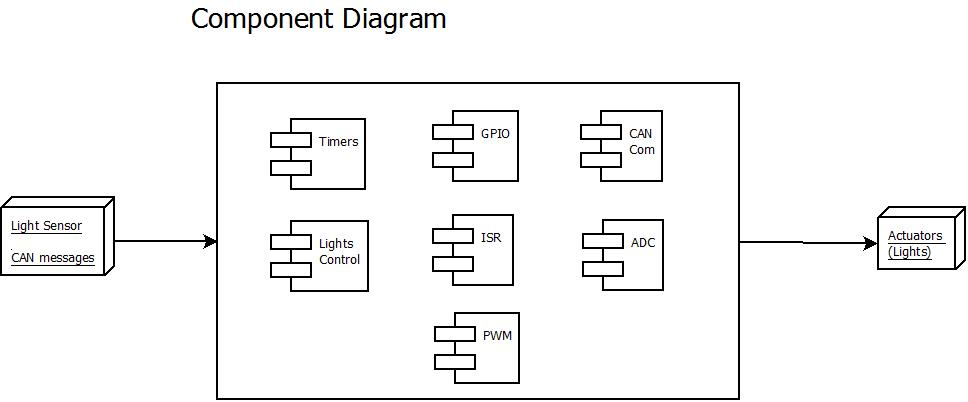 Component Diagram
Timers
GPIO
CAN
Com
Light Sensor
.
CAN messages
Lights
Control
ISR
ADC
Actuators
(Lights)
PWM